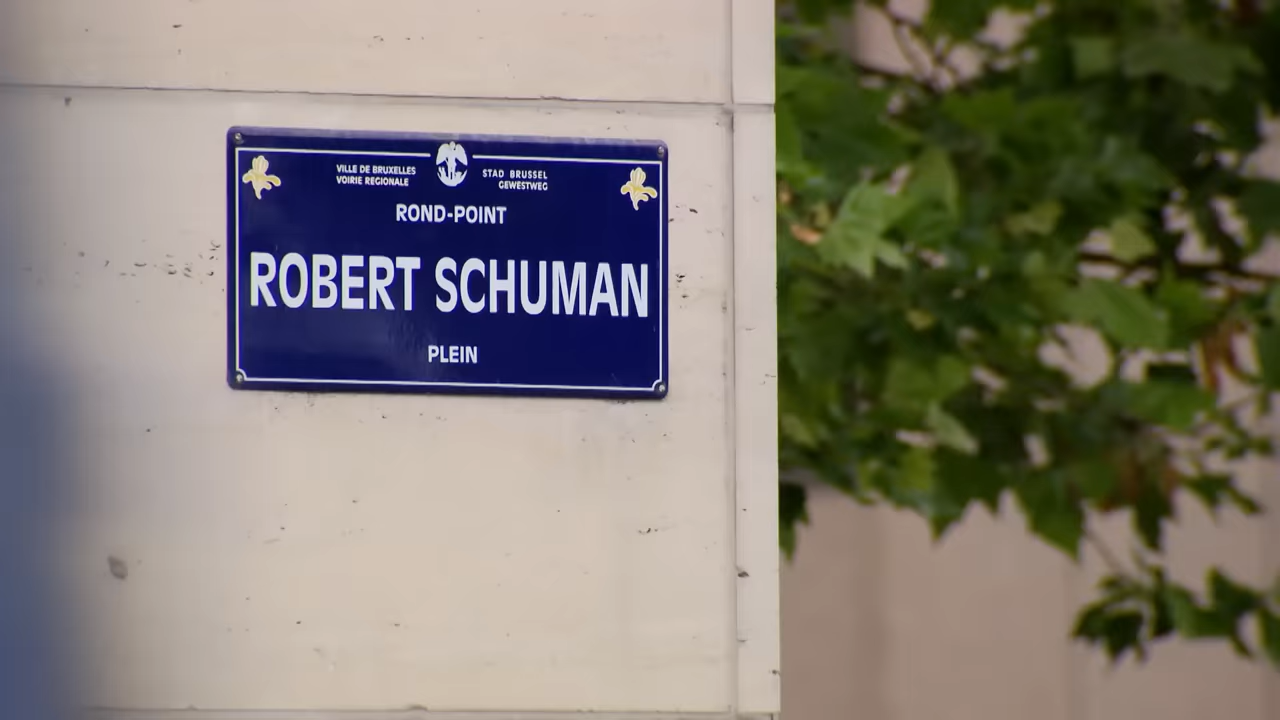 VILLE DE BRUXELLES
VOIRIE REGIONALE
STAD BRUSSEL
GEWESTWEG
ROND-POINT
ROBERT SCHUMAN
PLEIN